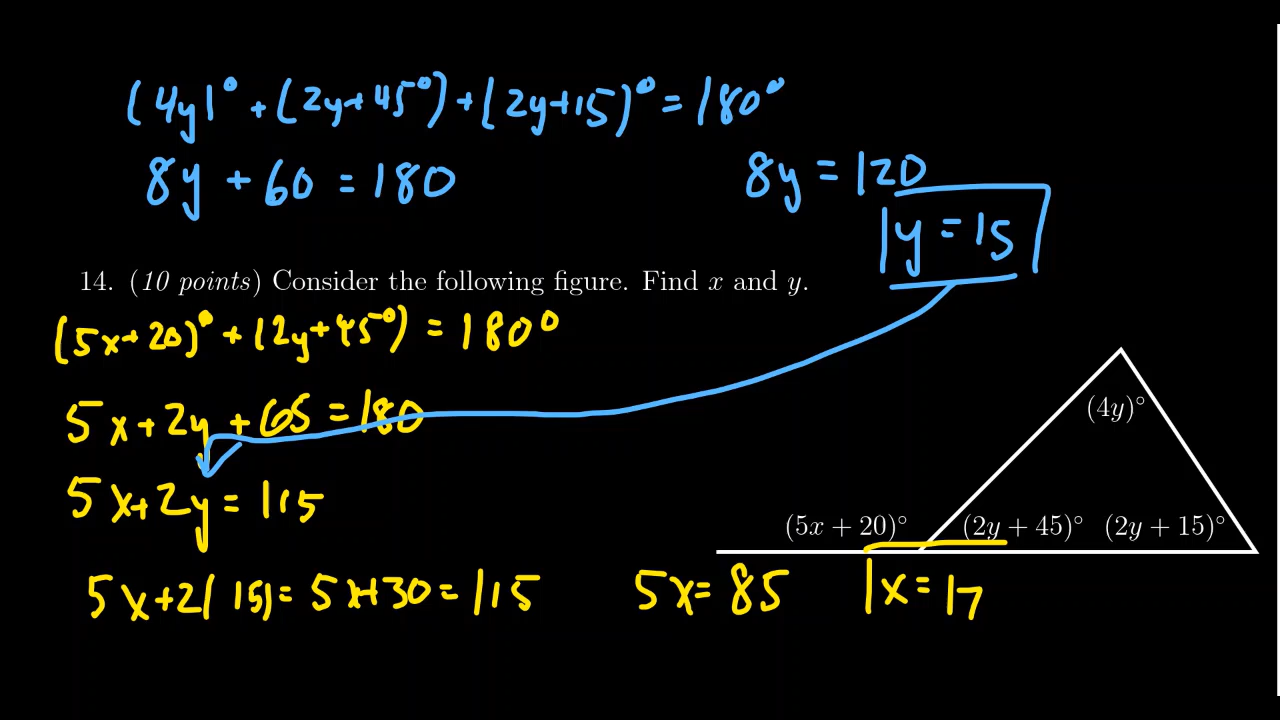 (4y)° + (2y+45°) + (2y+15)° = 180°
8y + 60 = 180
8y = 120
y = 15
14. (10 points) Consider the following figure. Find x and y.
(5x+20)° + (2y+45°) = 180°
5x+2y+65 = 180
5x+2y = 115
(4y)°
(5x + 20)° (2y + 45)° (2y + 15)°
5x+2(15) = 5x+30 = 115 5x = 85 x = 17